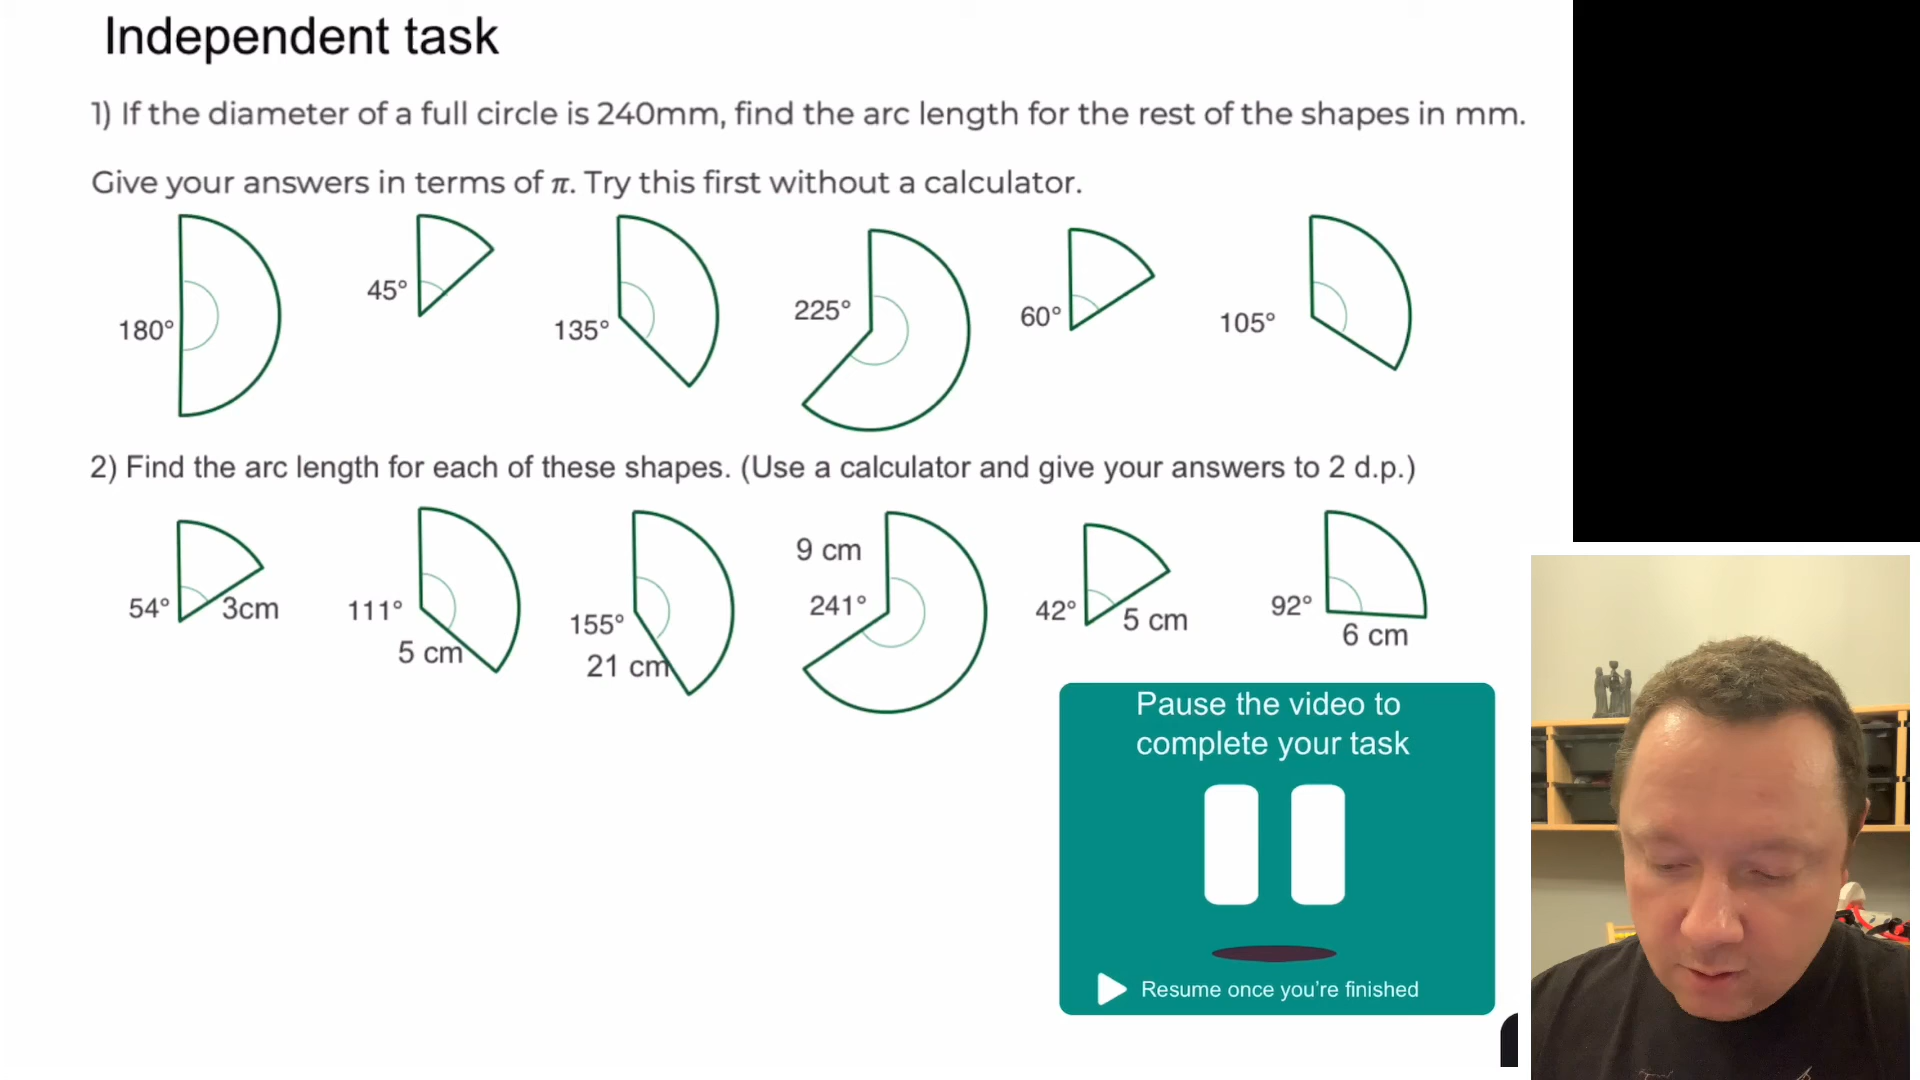 Independent task
1) If the diameter of a full circle is 240mm, find the arc length for the rest of the shapes in mm.
Give your answers in terms of π. Try this first without a calculator.
180°
45°
135°
225°
60°
105°
2) Find the arc length for each of these shapes. (Use a calculator and give your answers to 2 d.p.)
54°
3cm
111°
5 cm
155°
21 cm
9 cm
241°
42°
5 cm
92°
6 cm
Pause the video to
complete your task
Resume once you're finished